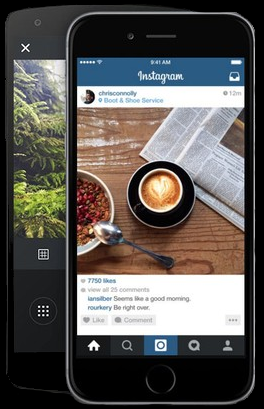 9:41 AM
Instagram
chrisconnolly
12m
Boot & Shoe Service
7750 likes
view all 25 comments
iansilber Seems like a good morning.
rourkery Be right over.
Like Comment